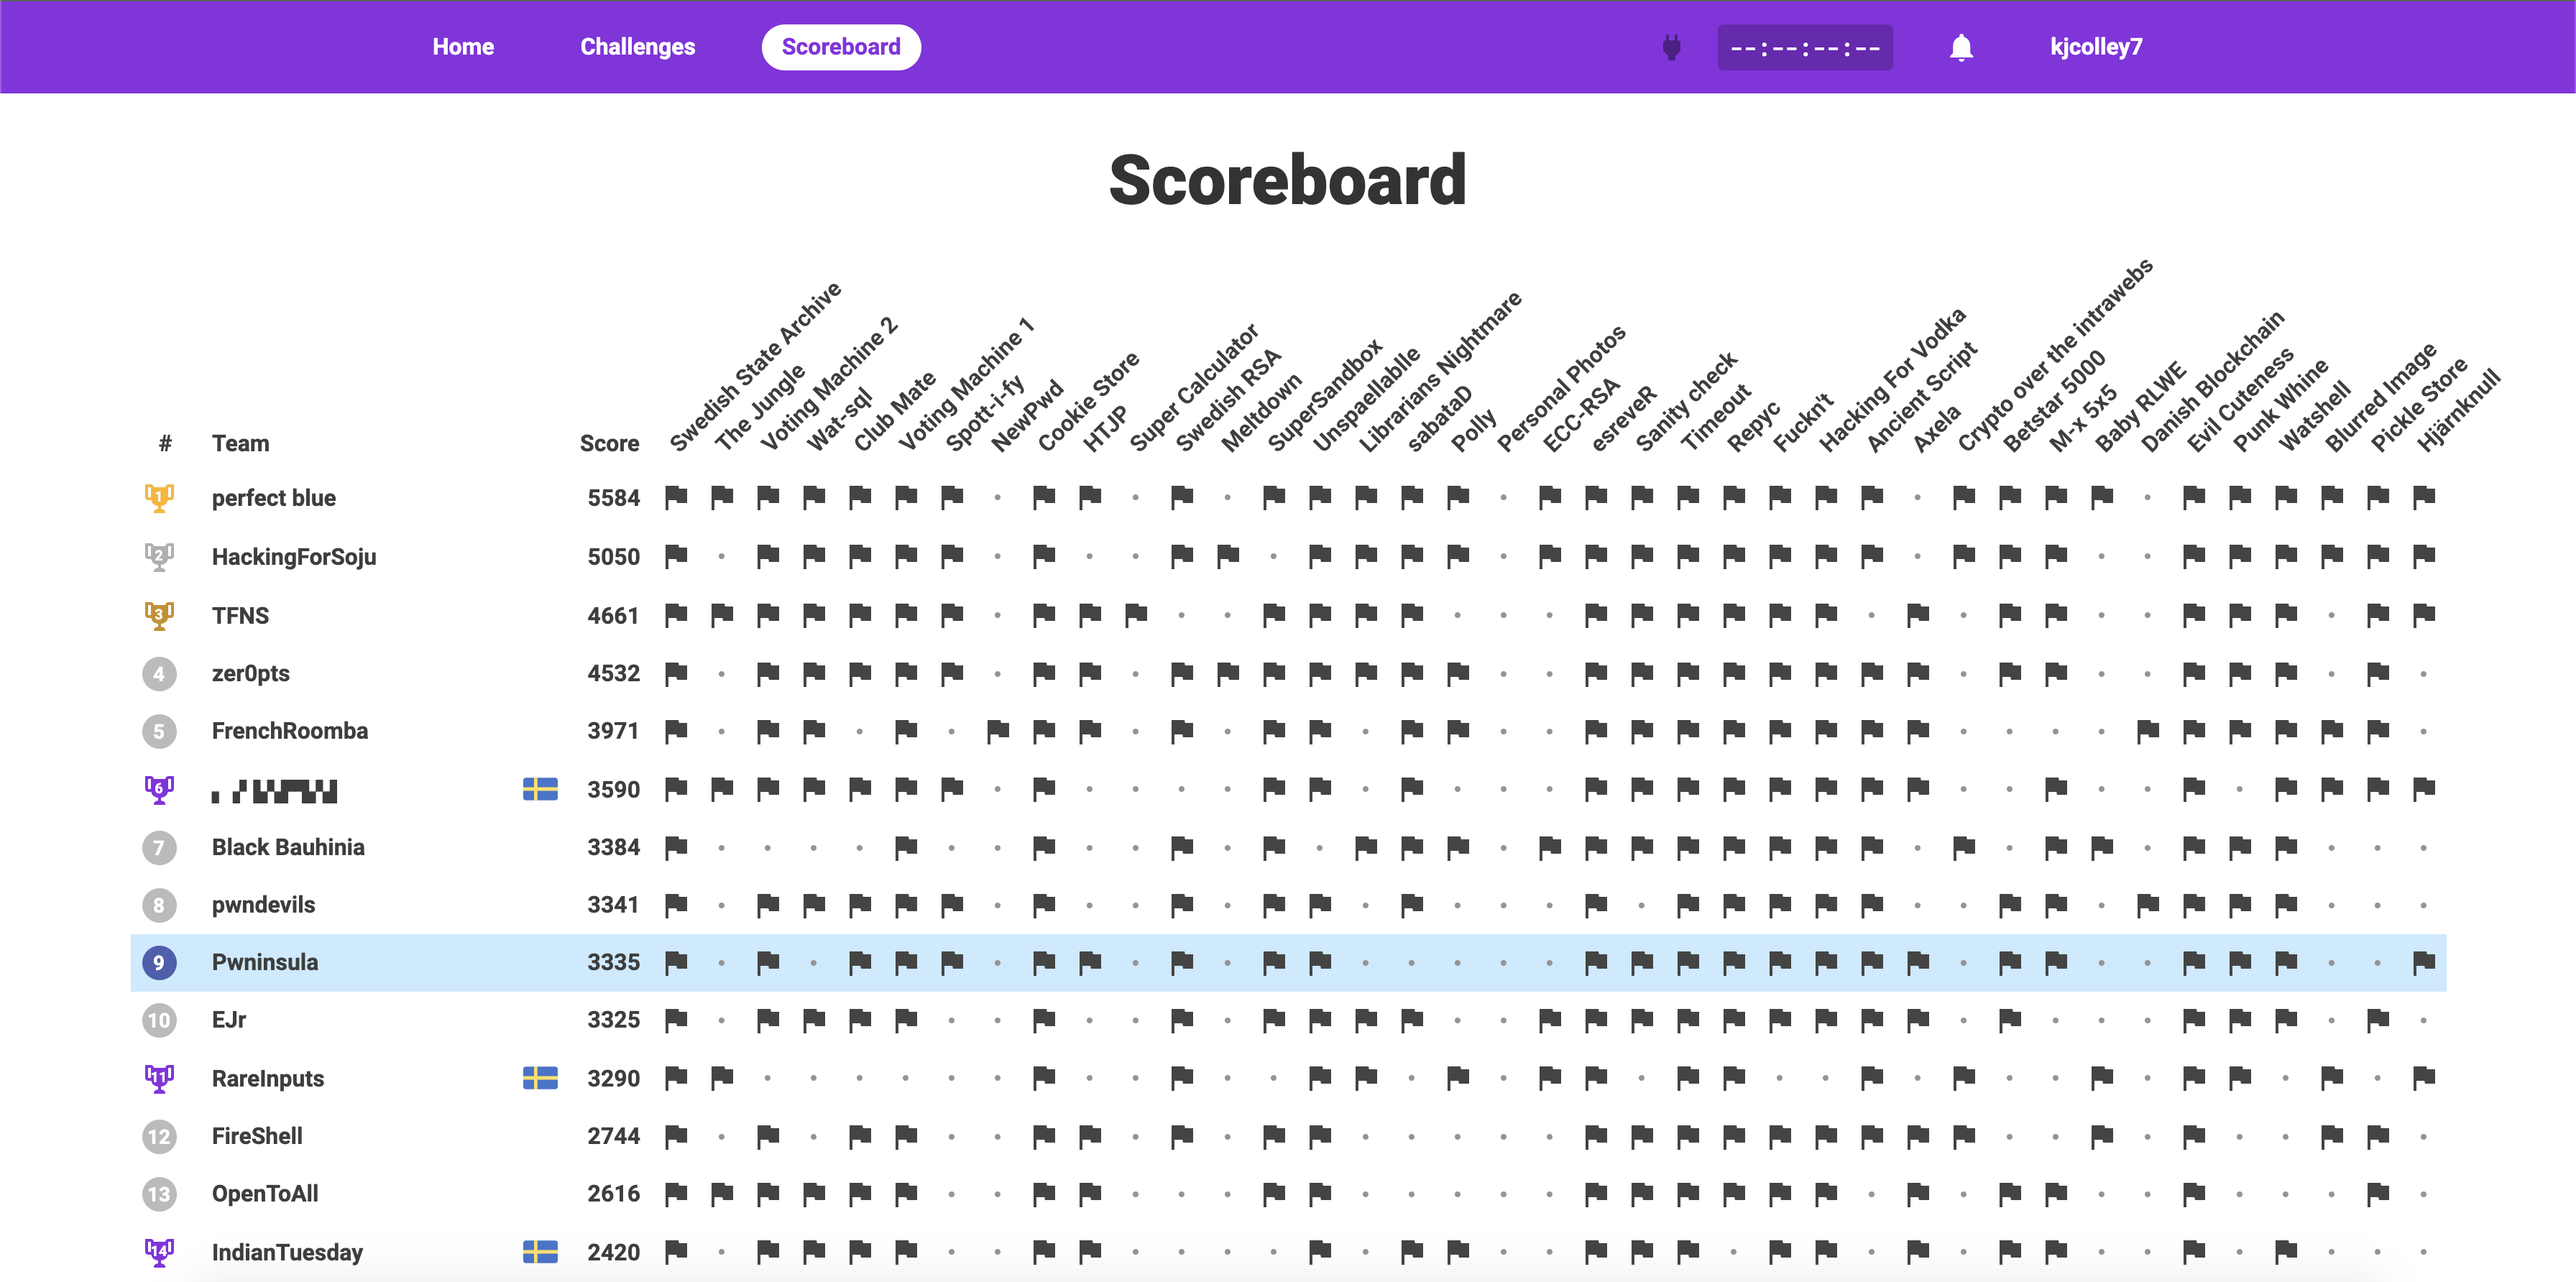 Home Challenges Scoreboard --:--:--:-- kjcolley7
Scoreboard
# Team Score Swedish State Archive The Jungle Voting Machine 2 Wat-sql Club Mate Voting Machine 1 Spott-i-fy NewPwd Cookie Store HTJP Super Calculator Swedish RSA Meltdown SuperSandbox Unspaellablle Librarians Nightmare sabataD Polly Personal Photos ECC-RSA esreveR Sanity check Timeout Repyc Fuckn't Hacking For Vodka Ancient Script Axela Crypto over the intrawebs Betstar 5000 M-x 5x5 Baby RLWE Danish Blockchain Evil Cuteness Punk Whine Watshell Blurred Image Pickle Store Hjärnknull
1 perfect blue 5584
2 HackingForSoju 5050
3 TFNS 4661
4 zer0pts 4532
5 FrenchRoomba 3971
6 3590
7 Black Bauhinia 3384
8 pwndevils 3341
9 Pwninsula 3335
10 EJr 3325
11 RareInputs 3290
12 FireShell 2744
13 OpenToAll 2616
14 IndianTuesday 2420